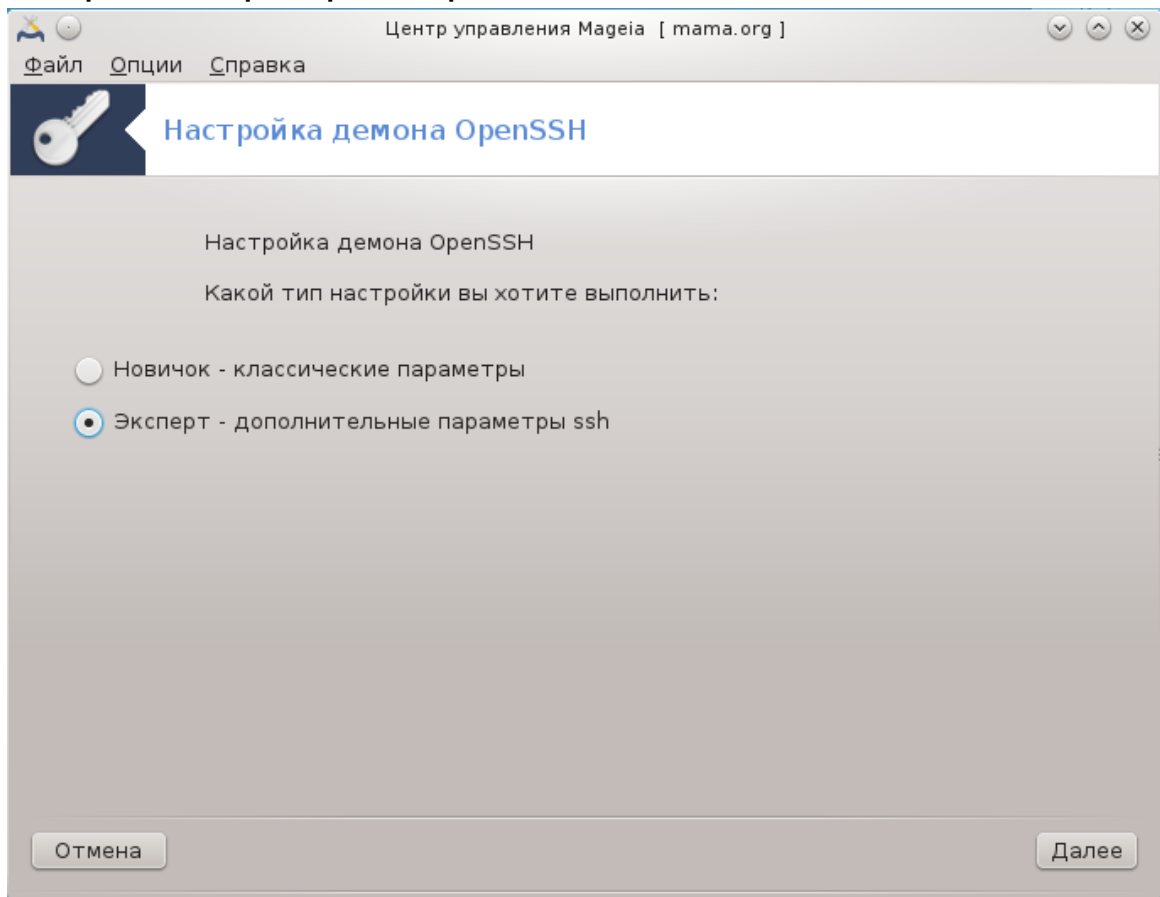 Центр управления Mageia [ mama.org ]
Файл Опции Справка
Настройка демона OpenSSH
Настройка демона OpenSSH
Какой тип настройки вы хотите выполнить:
Новичок - классические параметры
Эксперт - дополнительные параметры ssh
Отмена Далее